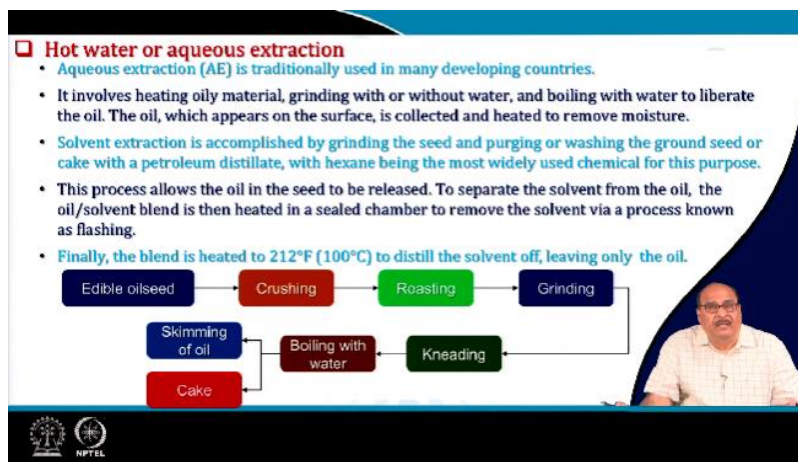 Hot water or aqueous extraction
• Aqueous extraction (AE) is traditionally used in many developing countries.
• It involves heating oily material, grinding with or without water, and boiling with water to liberate
the oil. The oil, which appears on the surface, is collected and heated to remove moisture.
• Solvent extraction is accomplished by grinding the seed and purging or washing the ground seed or
cake with a petroleum distillate, with hexane being the most widely used chemical for this purpose.
• This process allows the oil in the seed to be released. To separate the solvent from the oil, the
oil/solvent blend is then heated in a sealed chamber to remove the solvent via a process known
as flashing.
• Finally, the blend is heated to 212°F (100°C) to distill the solvent off, leaving only the oil.
Edible oilseed
Crushing
Roasting
Grinding
Kneading
Boiling with
water
Skimming
of oil
Cake
NPTEL